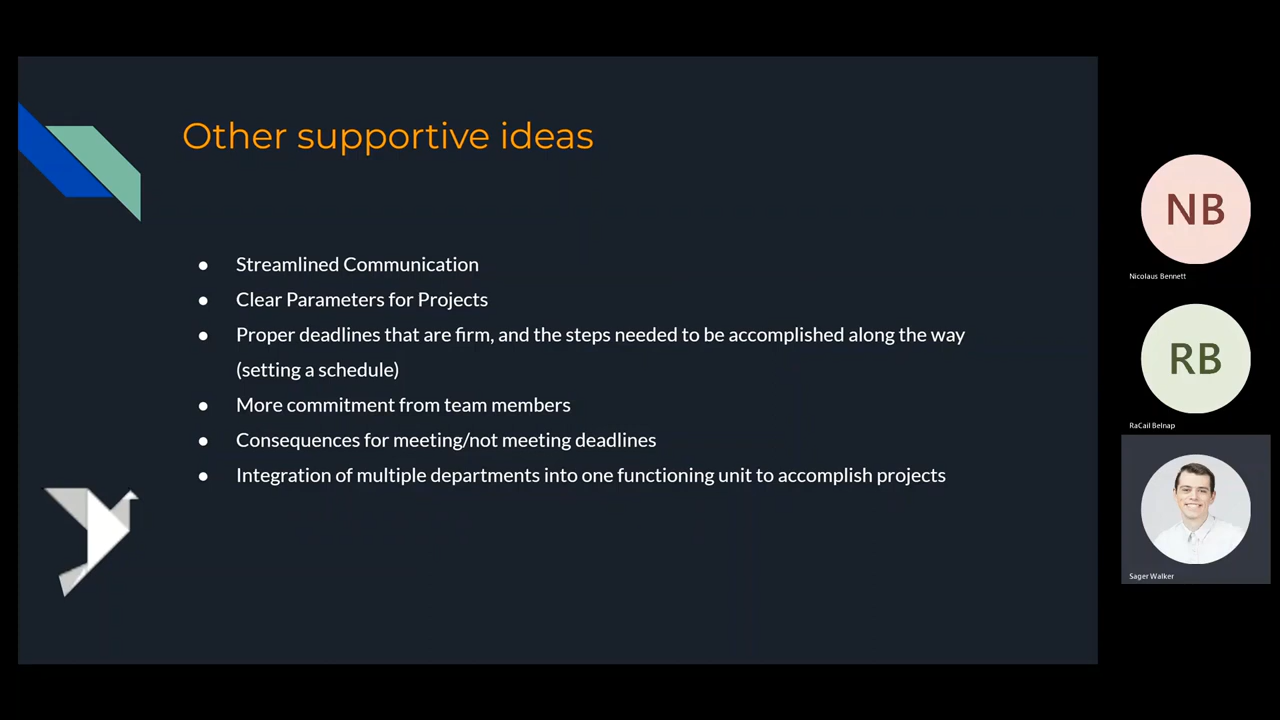 Other supportive ideas
● Streamlined Communication
● Clear Parameters for Projects
● Proper deadlines that are firm, and the steps needed to be accomplished along the way
(setting a schedule)
● More commitment from team members
● Consequences for meeting/not meeting deadlines
● Integration of multiple departments into one functioning unit to accomplish projects
NB
Nicolaus Bennett
RB
RaCail Belnap
Sager Walker